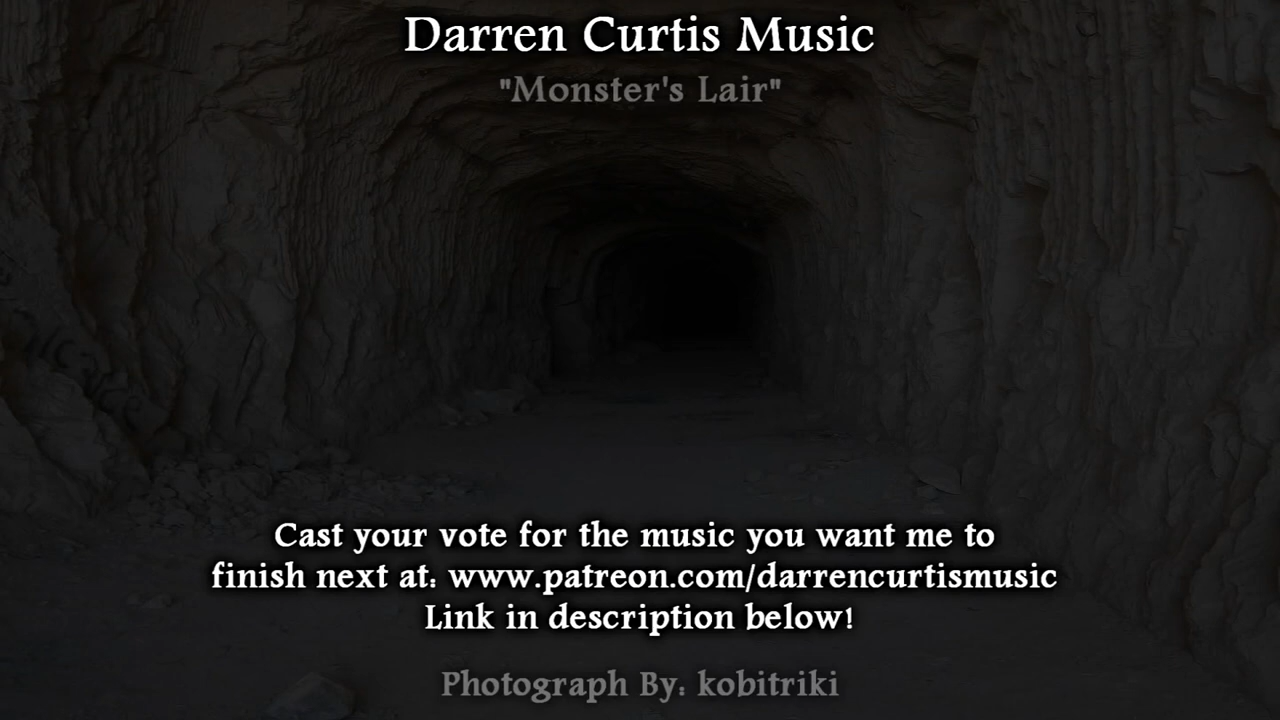 Darren Curtis Music
"Monster's Lair"
Cast your vote for the music you want me to
finish next at: www.patreon.com/darrencurtismusic
Link in description below!
Photograph By: kobitriki